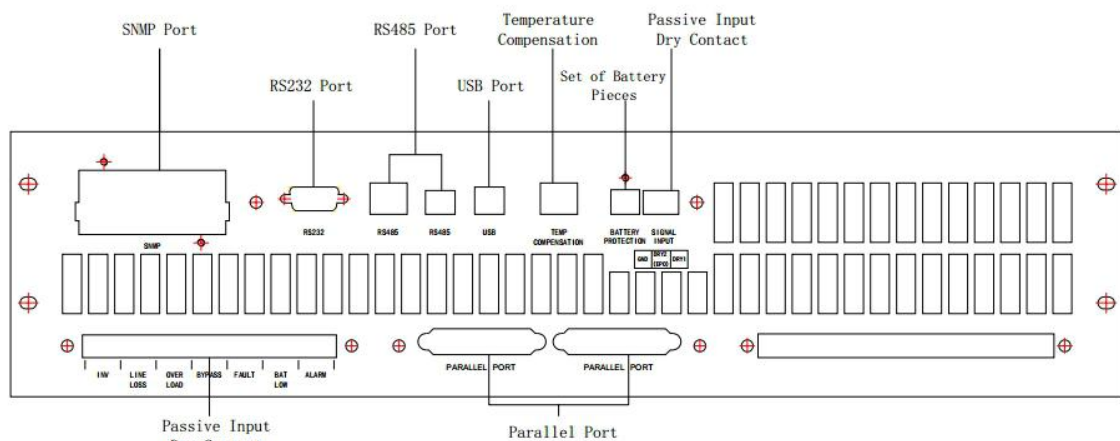 SNMP Port
RS485 Port
Temperature
Compensation
Passive Input
Dry Contact
RS232 Port
USB Port
Set of Battery
Pieces
SNMP
RS232
RS485
RS485
USB
TEMP
COMPENSATION
BATTERY
PROTECTION
SIGNAL
INPUT
GND
DRY2
(EPO)
DRY1
INV
LINE
LOSS
OVER
LOAD
BYPASS
FAULT
BAT
LOW
ALARM
PARALLEL PORT
PARALLEL PORT
Passive Input
Parallel Port